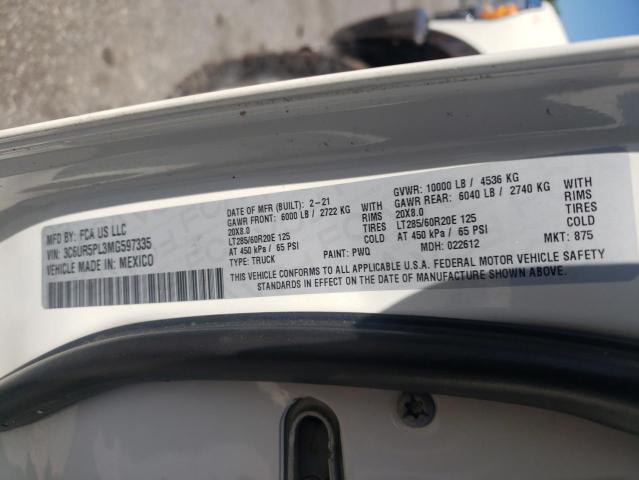 MFD BY: FCA US LLC
VIN: 3C6UR5PL3MG597335
VEHICLE MADE IN: MEXICO
DATE OF MFR (BUILT): 2-21
GAWR FRONT: 6000 LB / 2722 KG
20X8.0 RIMS
LT285/60R20E 125 TIRES
AT 450 kPa / 65 PSI COLD
TYPE: TRUCK PAINT: PWQ
GVWR: 10000 LB / 4536 KG
GAWR REAR: 6040 LB / 2740 KG
WITH
20X8.0 RIMS
LT285/60R20E 125 TIRES
AT 450 kPa / 65 PSI COLD
MDH: 022612 MKT: 875
THIS VEHICLE CONFORMS TO ALL APPLICABLE U.S.A. FEDERAL MOTOR VEHICLE SAFETY
STANDARDS IN EFFECT ON THE DATE OF MANUFACTURE SHOWN ABOVE